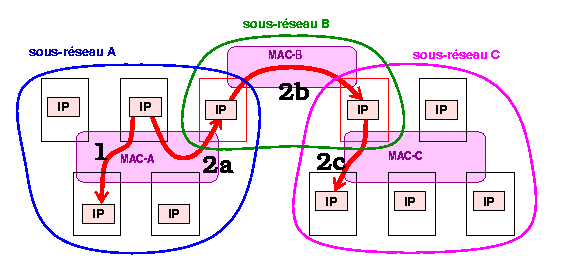 sous-réseau B
sous-réseau A
MAC-B
sous-réseau C
2b
IP
IP
IP
IP
IP
1
MAC-A
2a
2c
MAC-C
IP
IP
IP
IP
IP